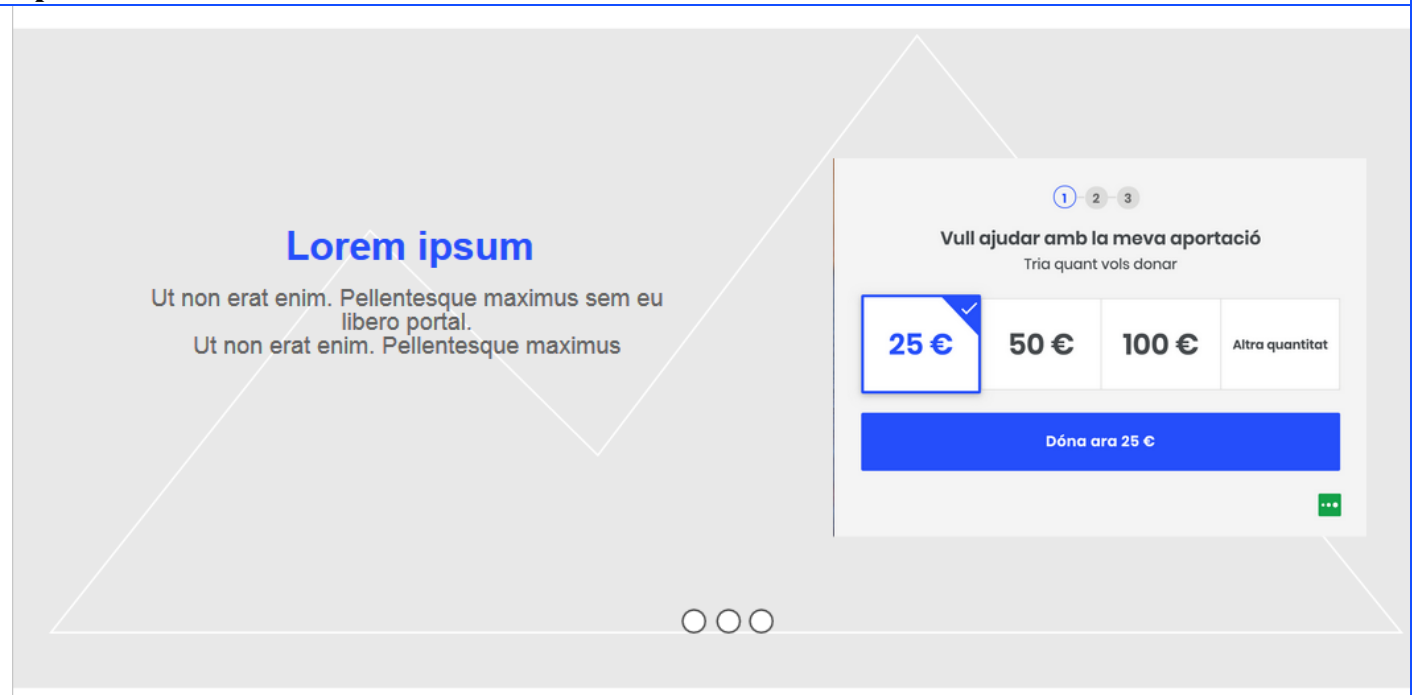 Lorem ipsum
Ut non erat enim. Pellentesque maximus sem eu
libero portal.
Ut non erat enim. Pellentesque maximus
1 2 3
Vull ajudar amb la meva aportació
Tria quant vols donar
25 € 50 € 100 € Altra quantitat
Dóna ara 25 €